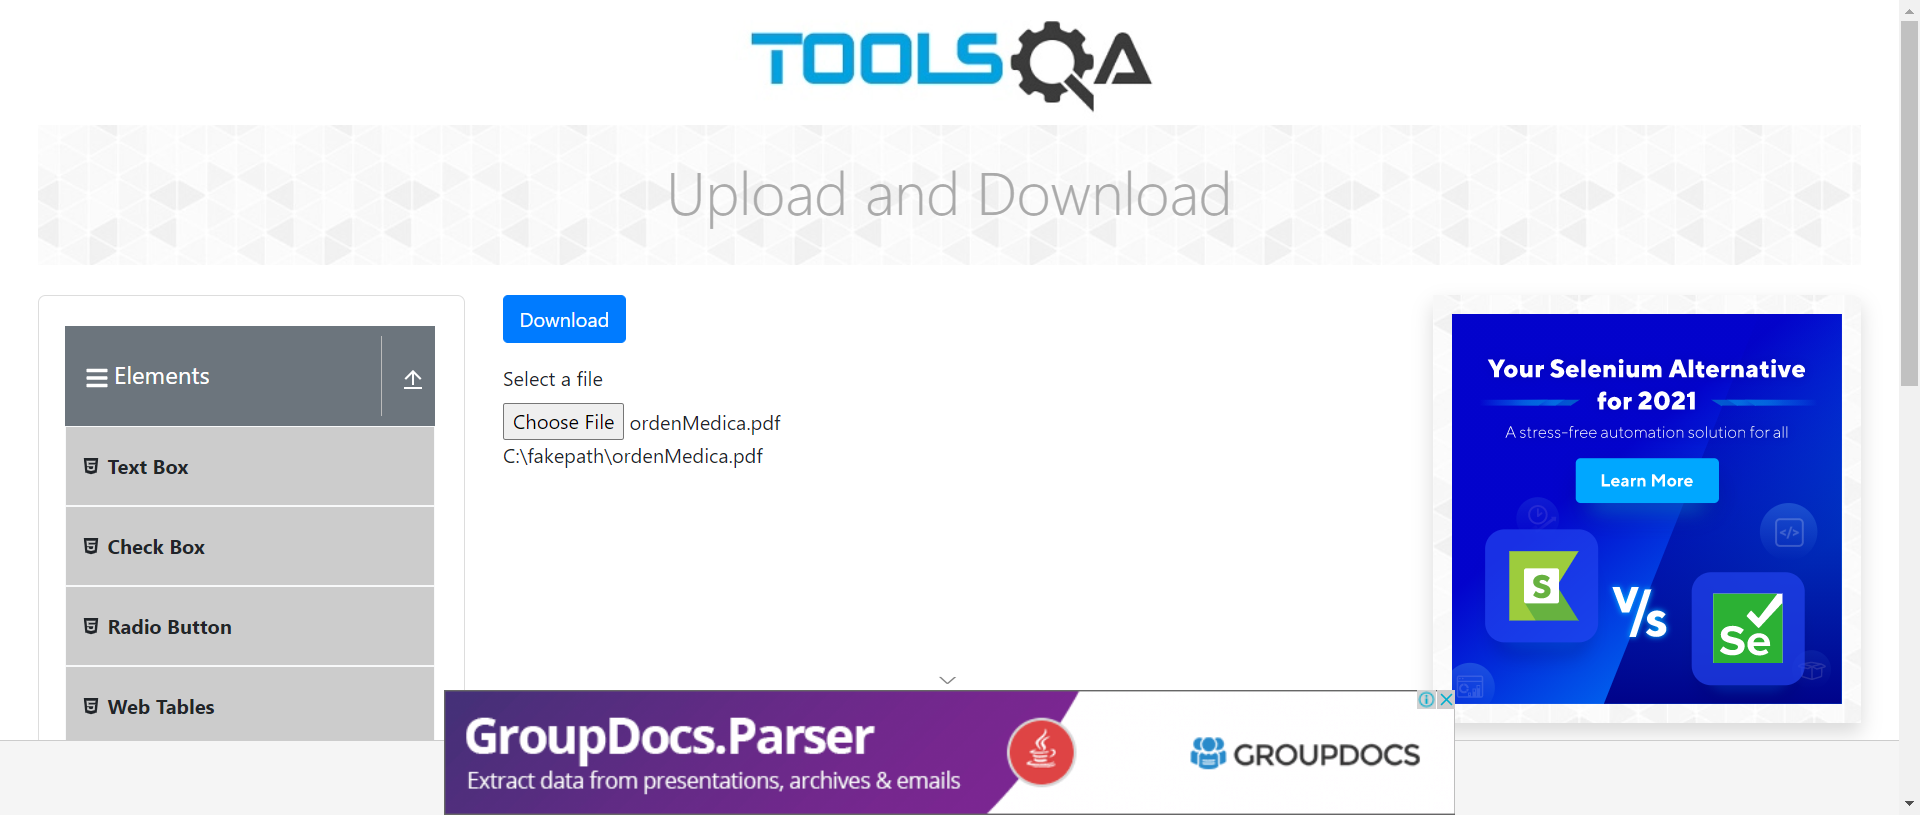 TOOLSQA
Upload and Download
Elements
Text Box
Check Box
Radio Button
Web Tables
Download
Select a file
Choose File ordenMedica.pdf
C:\fakepath\ordenMedica.pdf
Your Selenium Alternative
for 2021
A stress-free automation solution for all
Learn More
S
V/s
Se
GroupDocs.Parser
Extract data from presentations, archives & emails
GROUPDOCS